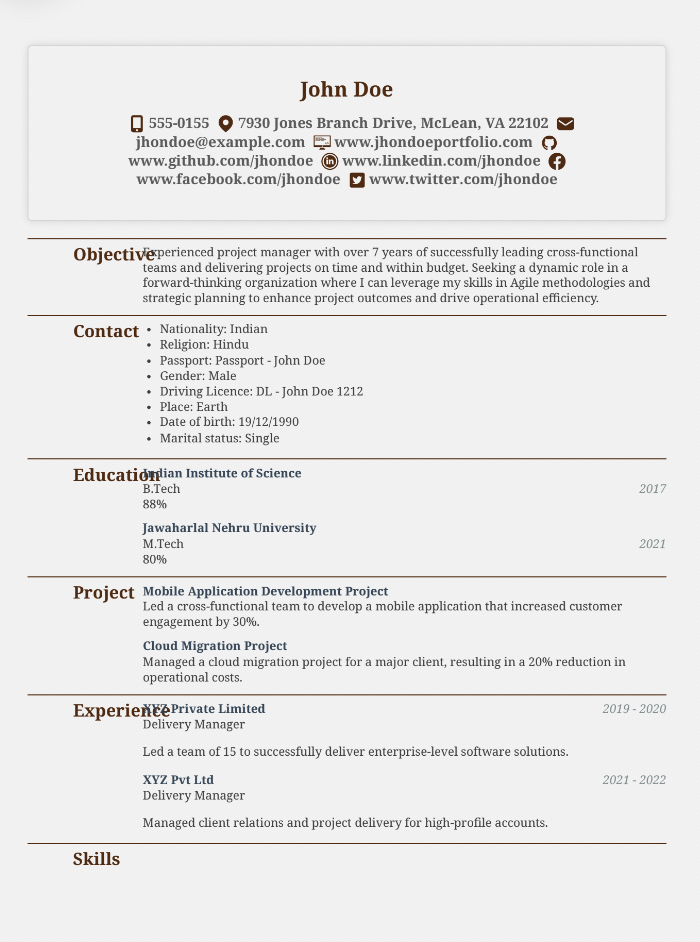 John Doe
555-0155 7930 Jones Branch Drive, McLean, VA 22102
jhondoe@example.com www.jhondoeportfolio.com
www.github.com/jhondoe www.linkedin.com/jhondoe
www.facebook.com/jhondoe www.twitter.com/jhondoe
Objective
Experienced project manager with over 7 years of successfully leading cross-functional
teams and delivering projects on time and within budget. Seeking a dynamic role in a
forward-thinking organization where I can leverage my skills in Agile methodologies and
strategic planning to enhance project outcomes and drive operational efficiency.
Contact
• Nationality: Indian
• Religion: Hindu
• Passport: Passport - John Doe
• Gender: Male
• Driving Licence: DL - John Doe 1212
• Place: Earth
• Date of birth: 19/12/1990
• Marital status: Single
Education
Indian Institute of Science
B.Tech 2017
88%
Jawaharlal Nehru University
M.Tech 2021
80%
Project
Mobile Application Development Project
Led a cross-functional team to develop a mobile application that increased customer
engagement by 30%.
Cloud Migration Project
Managed a cloud migration project for a major client, resulting in a 20% reduction in
operational costs.
Experience
XYZ Private Limited 2019 - 2020
Delivery Manager
Led a team of 15 to successfully deliver enterprise-level software solutions.
XYZ Pvt Ltd 2021 - 2022
Delivery Manager
Managed client relations and project delivery for high-profile accounts.
Skills